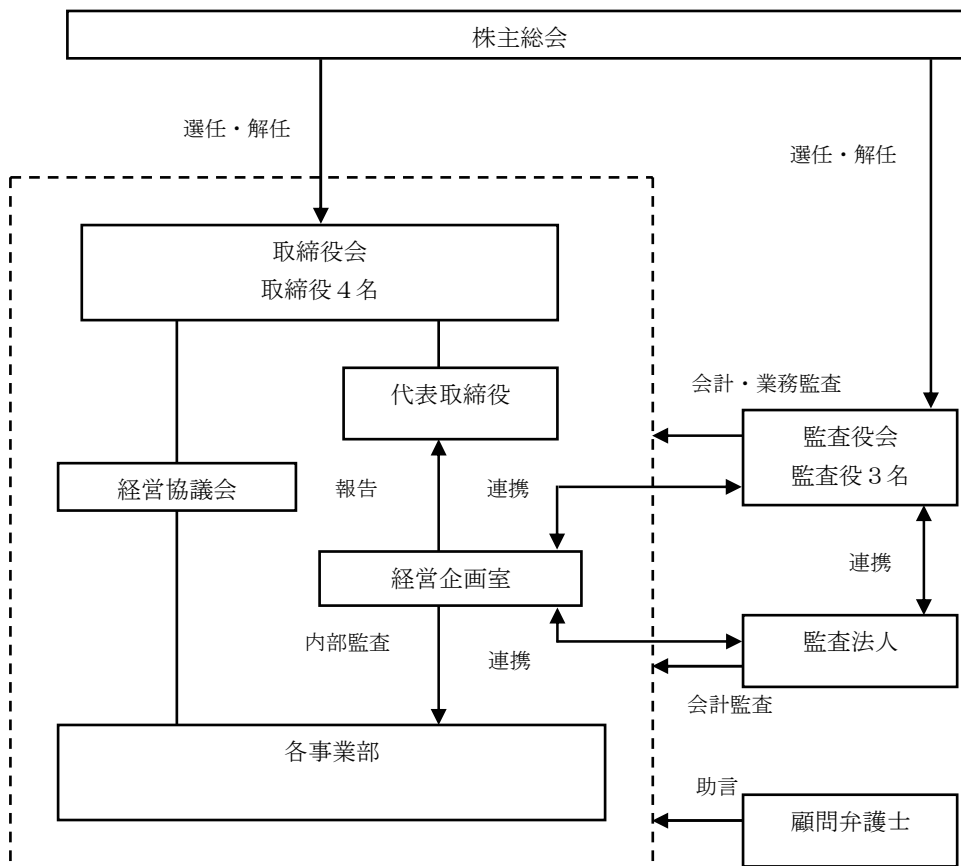 株主総会
選任・解任
選任・解任
取締役会
取締役４名
代表取締役
会計・業務監査
監査役会
監査役３名
経営協議会
報告
連携
経営企画室
連携
内部監査
連携
監査法人
会計監査
各事業部
助言
顧問弁護士